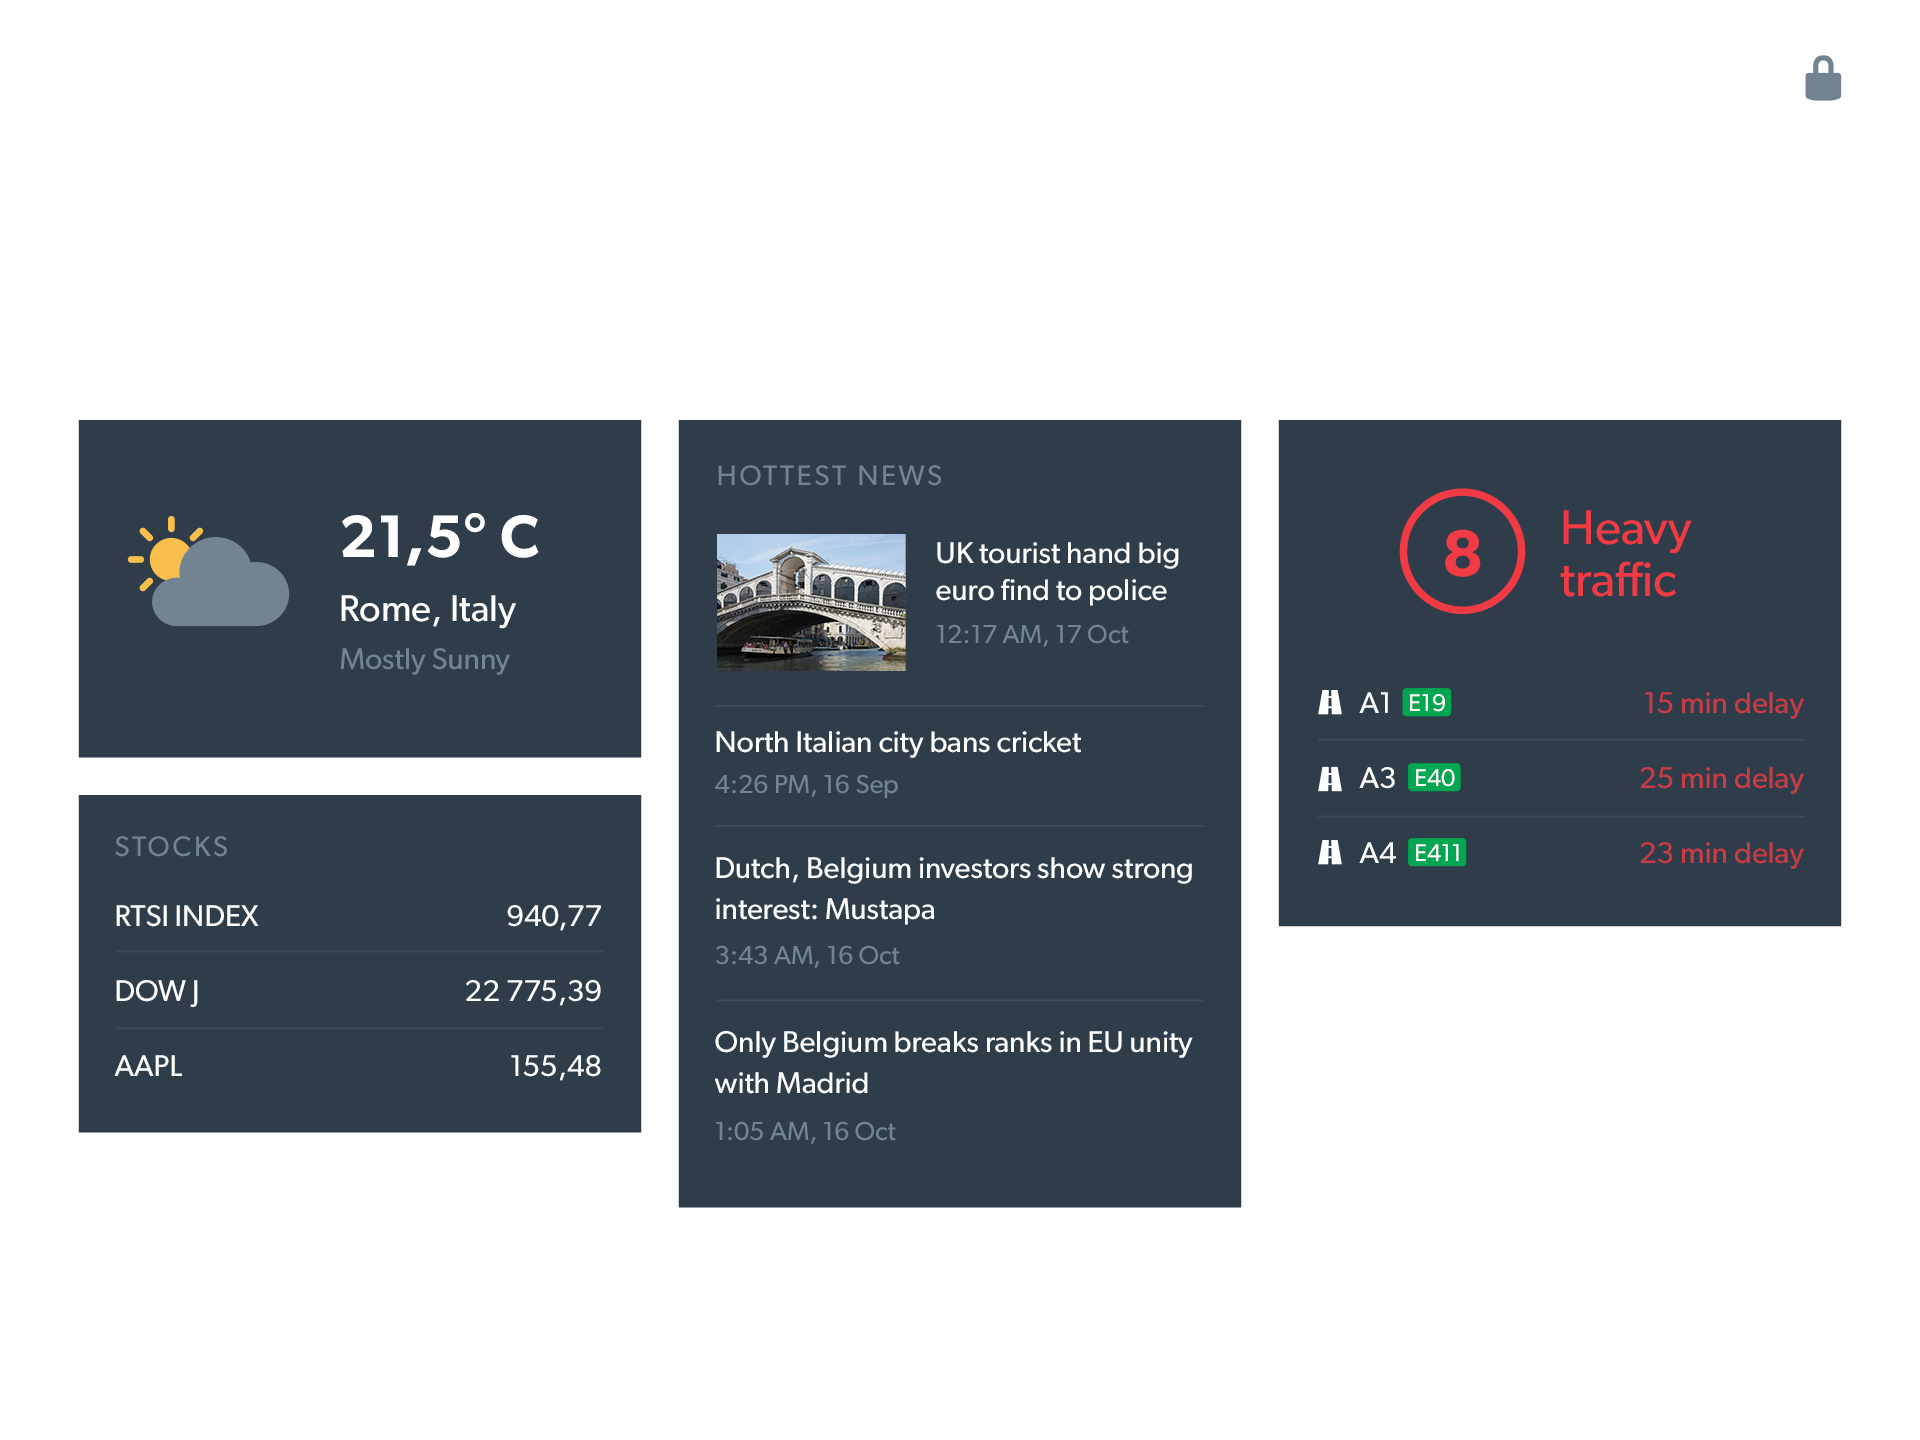 21,5° C
Rome, Italy
Mostly Sunny
STOCKS
RTSI INDEX 940,77
DOW J 22 775,39
AAPL 155,48
HOTTEST NEWS
UK tourist hand big
euro find to police
12:17 AM, 17 Oct
North Italian city bans cricket
4:26 PM, 16 Sep
Dutch, Belgium investors show strong
interest: Mustapa
3:43 AM, 16 Oct
Only Belgium breaks ranks in EU unity
with Madrid
1:05 AM, 16 Oct
8
Heavy
traffic
A1 E19 15 min delay
A3 E40 25 min delay
A4 E411 23 min delay